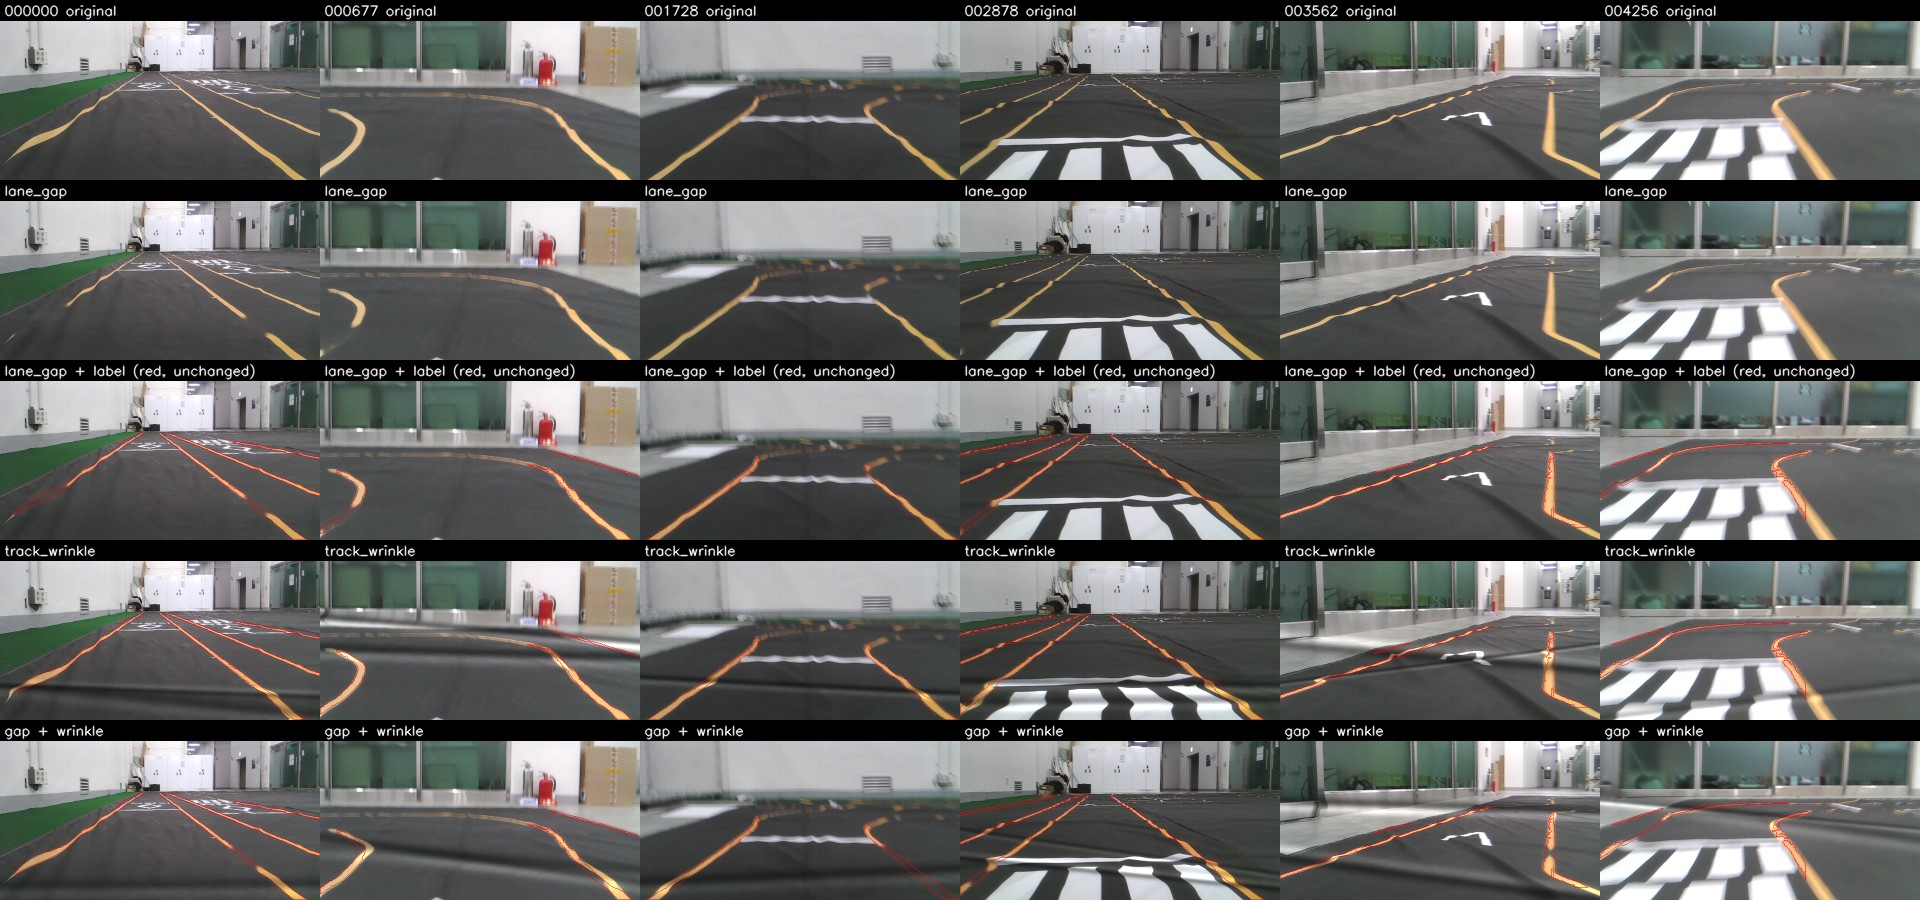 000000 original
000677 original
001728 original
002878 original
003562 original
004256 original
lane_gap
lane_gap
lane_gap
lane_gap
lane_gap
lane_gap
lane_gap + label (red, unchanged)
lane_gap + label (red, unchanged)
lane_gap + label (red, unchanged)
lane_gap + label (red, unchanged)
lane_gap + label (red, unchanged)
lane_gap + label (red, unchanged)
track_wrinkle
track_wrinkle
track_wrinkle
track_wrinkle
track_wrinkle
track_wrinkle
gap + wrinkle
gap + wrinkle
gap + wrinkle
gap + wrinkle
gap + wrinkle
gap + wrinkle